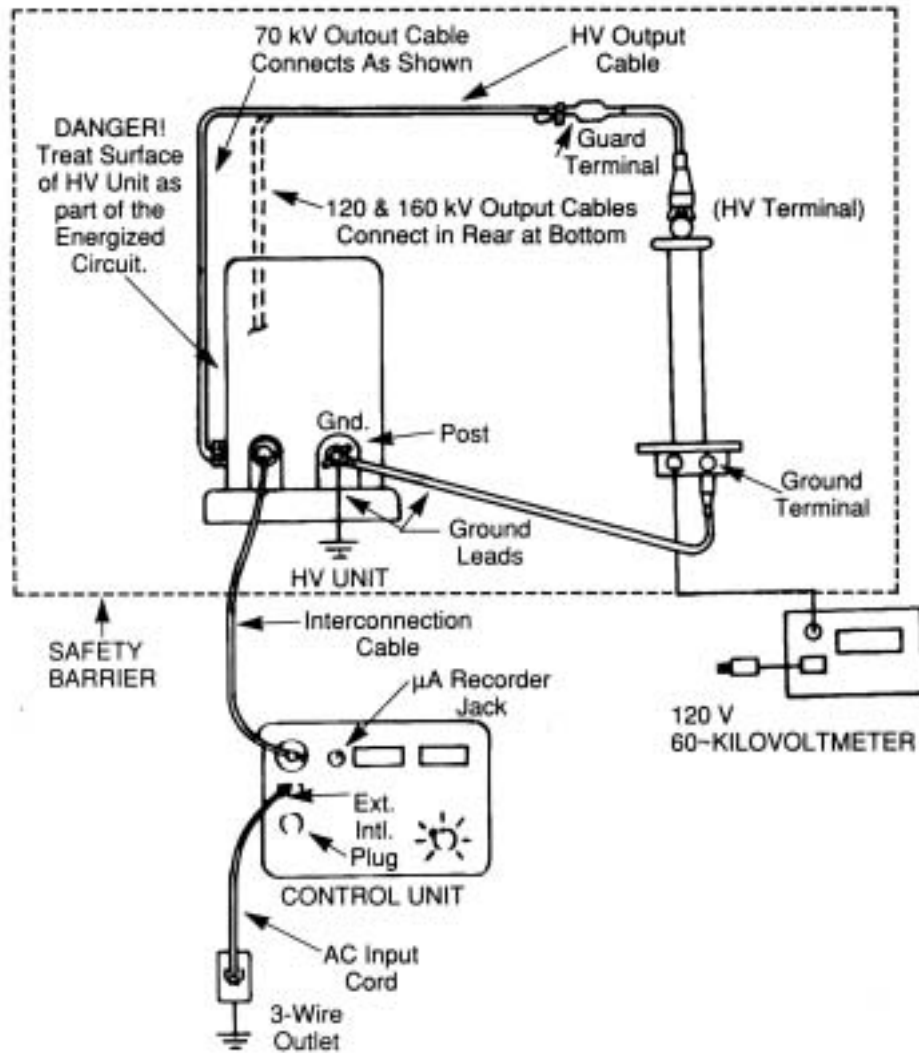 70 kV Outout Cable
Connects As Shown
HV Output
Cable
DANGER!
Treat Surface
of HV Unit as
part of the
Energized
Circuit.
Guard
Terminal
120 & 160 kV Output Cables
Connect in Rear at Bottom
(HV Terminal)
Gnd.
Post
Ground
Terminal
Ground
Leads
HV UNIT
SAFETY
BARRIER
Interconnection
Cable
µA Recorder
Jack
120 V
60~KILOVOLTMETER
Ext.
Intl.
Plug
CONTROL UNIT
AC Input
Cord
3-Wire
Outlet